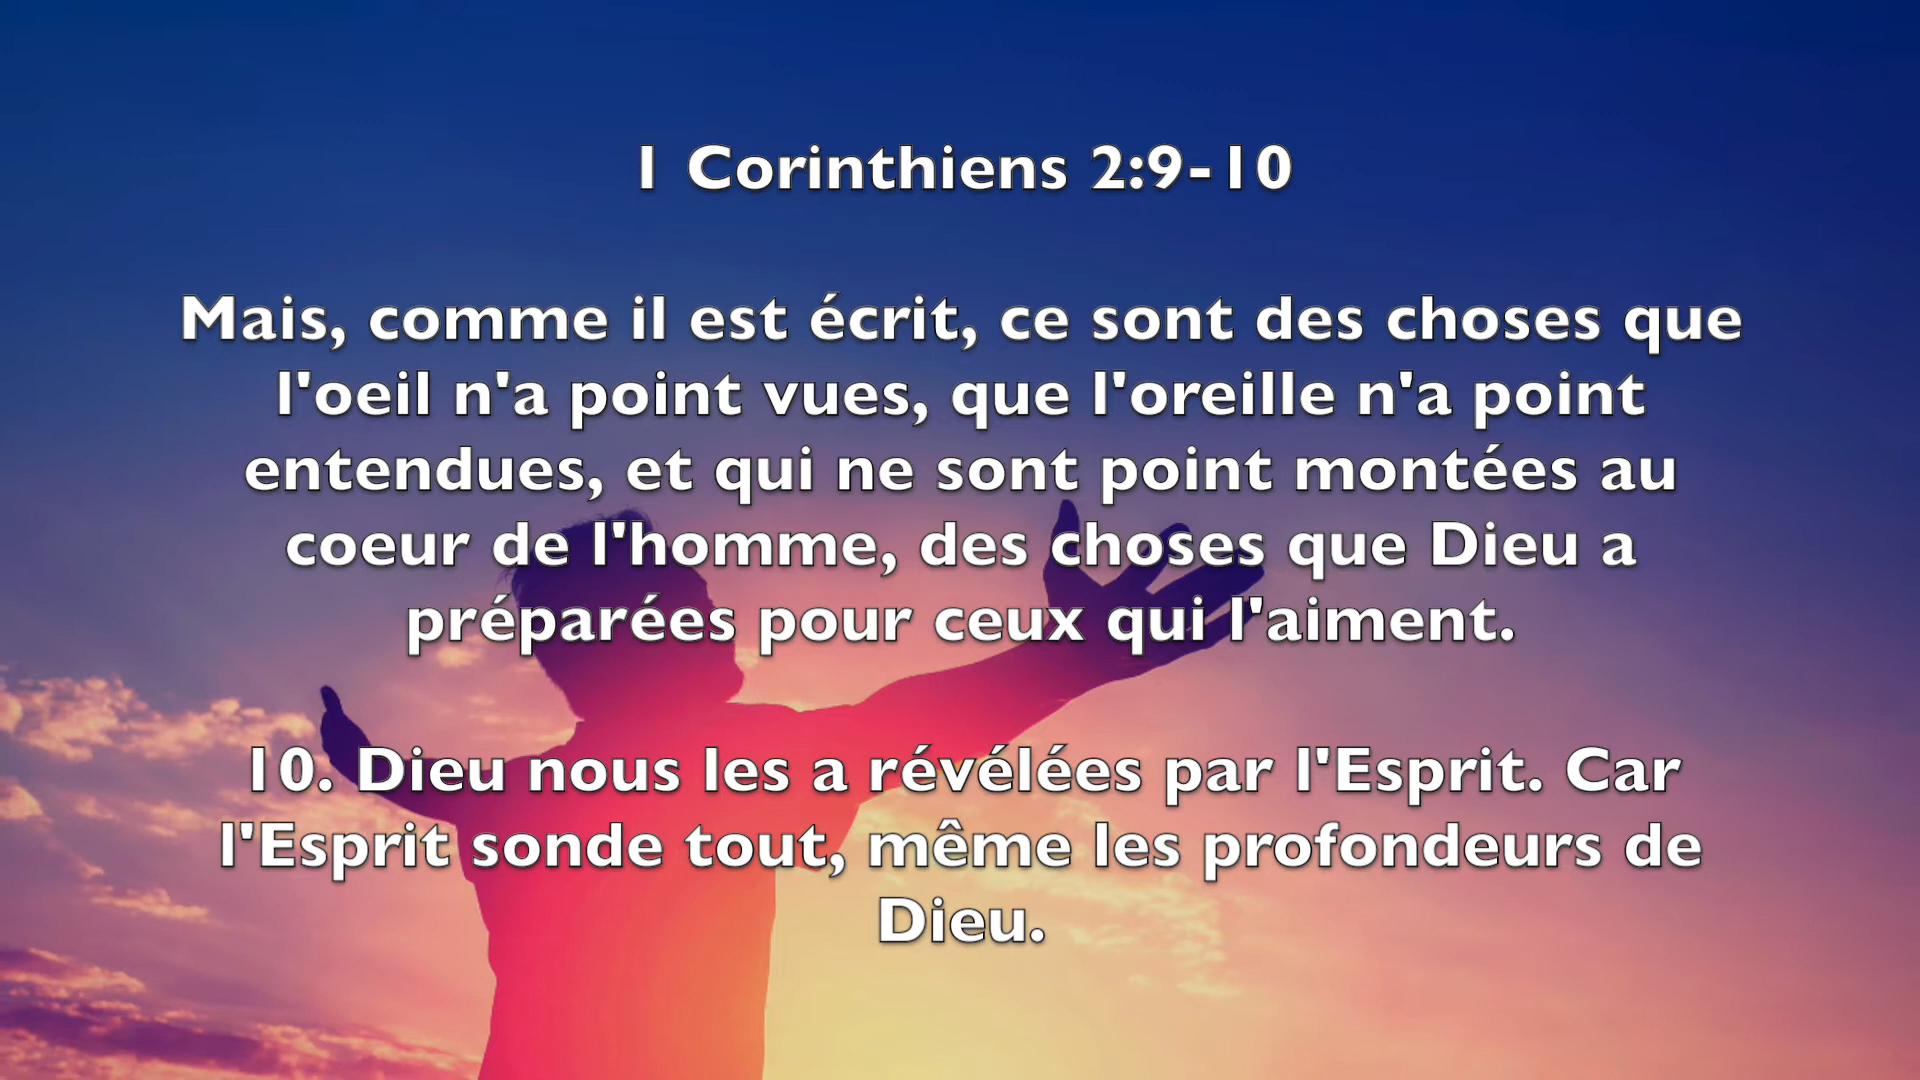 1 Corinthiens 2:9-10
Mais, comme il est écrit, ce sont des choses que
l'oeil n'a point vues, que l'oreille n'a point
entendues, et qui ne sont point montées au
coeur de l'homme, des choses que Dieu a
préparées pour ceux qui l'aiment.
10. Dieu nous les a révélées par l'Esprit. Car
l'Esprit sonde tout, même les profondeurs de
Dieu.